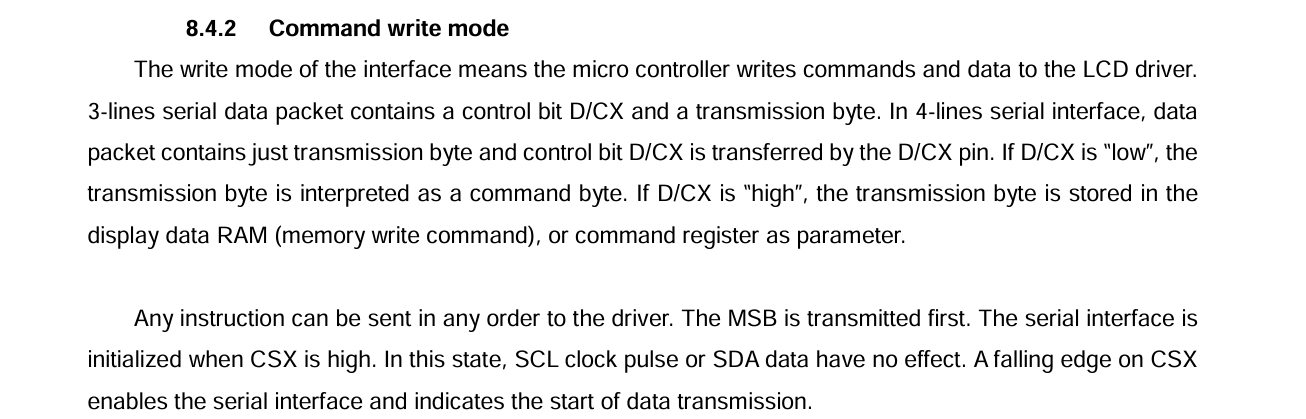 8.4.2 Command write mode
The write mode of the interface means the micro controller writes commands and data to the LCD driver.
3-lines serial data packet contains a control bit D/CX and a transmission byte. In 4-lines serial interface, data
packet contains just transmission byte and control bit D/CX is transferred by the D/CX pin. If D/CX is “low”, the
transmission byte is interpreted as a command byte. If D/CX is “high”, the transmission byte is stored in the
display data RAM (memory write command), or command register as parameter.
Any instruction can be sent in any order to the driver. The MSB is transmitted first. The serial interface is
initialized when CSX is high. In this state, SCL clock pulse or SDA data have no effect. A falling edge on CSX
enables the serial interface and indicates the start of data transmission.